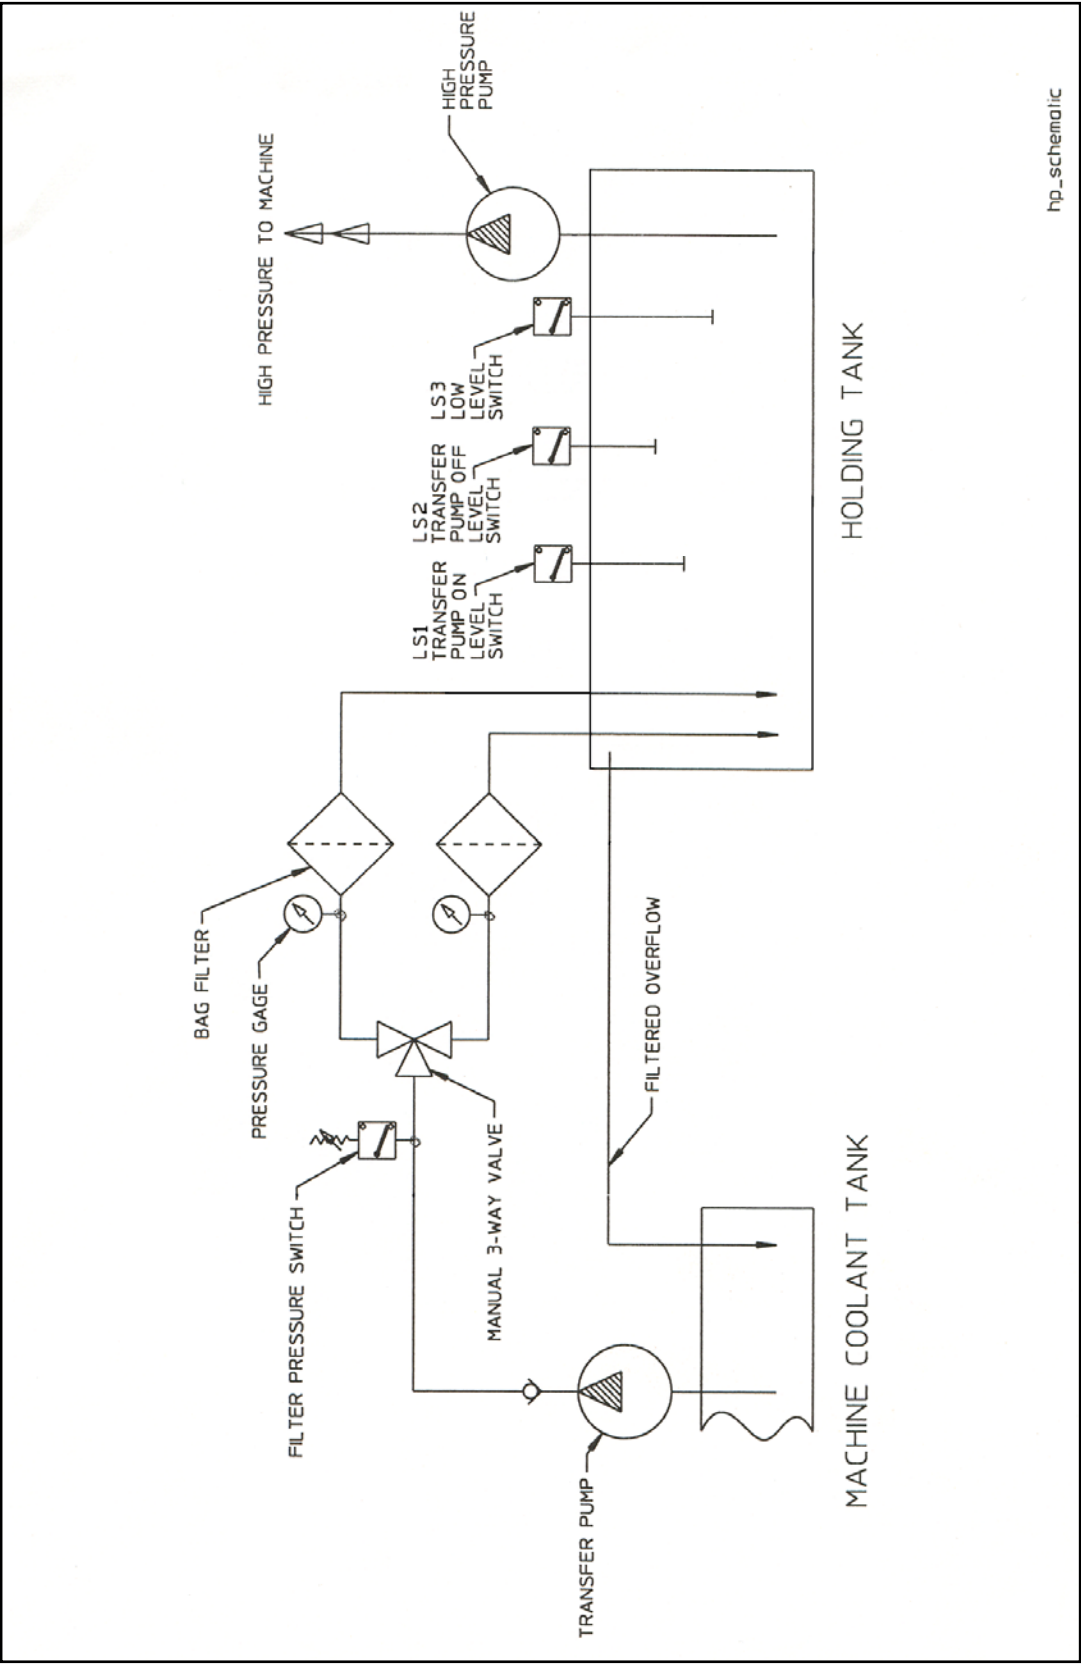 HIGH PRESSURE TO MACHINE
HIGH
PRESSURE
PUMP
BAG FILTER
PRESSURE GAGE
FILTER PRESSURE SWITCH
LS1
TRANSFER
PUMP ON
LEVEL
SWITCH
LS2
TRANSFER
PUMP OFF
LEVEL
SWITCH
LS3
LOW
LEVEL
SWITCH
MANUAL 3-WAY VALVE
TRANSFER PUMP
FILTERED OVERFLOW
MACHINE COOLANT TANK
HOLDING TANK
hp_schematic